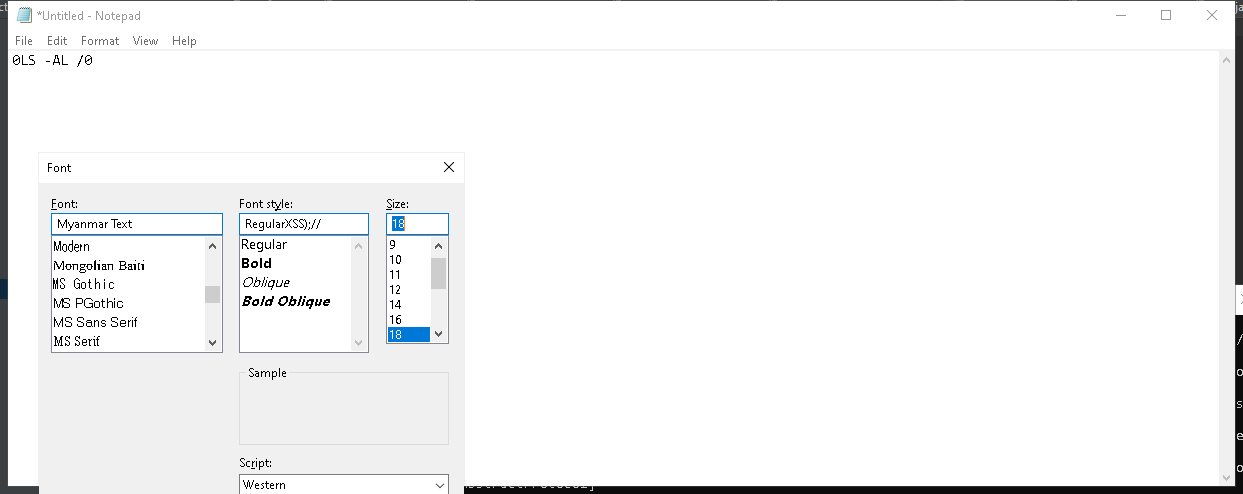 *Untitled - Notepad
File Edit Format View Help
0LS -AL /0
Font
Font: Font style: Size:
Myanmar Text RegularXSS);// 18
Modern Regular 9
Mongolian Baiti Bold 10
MS Gothic Oblique 11
MS PGothic Bold Oblique 12
MS Sans Serif 14
MS Serif 16
18
Sample
Script:
Western